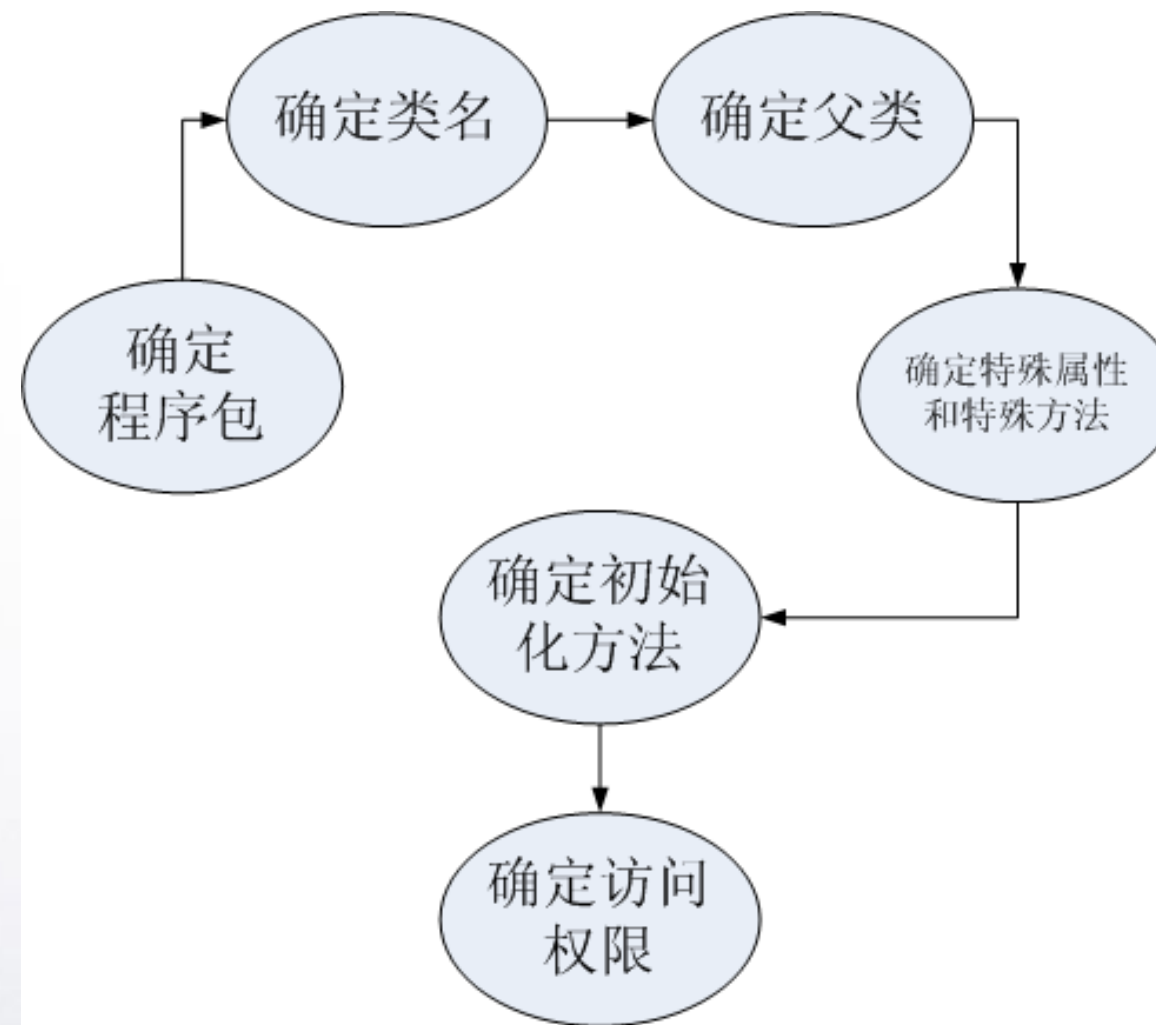 确定类名
确定父类
确定
程序包
确定特殊属性
和特殊方法
确定初始
化方法
确定访问
权限